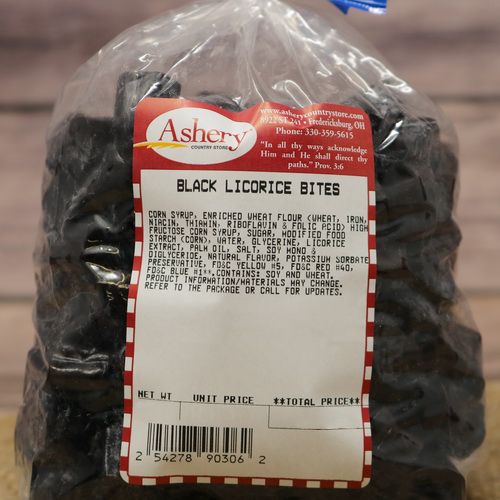 Ashery
COUNTRY STORE
www.asherycountrystore.com
8922 ST 241 • Fredericksburg, OH
Phone: 330-359-5615
"In all thy ways acknowledge
Him and He shall direct thy
paths." Prov. 3:6
BLACK LICORICE BITES
CORN SYRUP, ENRICHED WHEAT FLOUR (WHEAT, IRON,
NIACIN, THIAMIN, RIBOFLAVIN & FOLIC ACID) HIGH
FRUCTOSE CORN SYRUP, SUGAR, MODIFIED FOOD
STARCH (CORN), WATER, GLYCERINE, LICORICE
EXTRACT, PALM OIL, SALT, SOY MONO &
DIGLYCERIDE, NATURAL FLAVOR, POTASSIUM SORBATE
PRESERVATIVE, FD&C YELLOW #5, FD&C RED #40,
FD&C BLUE #1**.CONTAINS: SOY AND WHEAT.
PRODUCT INFORMATION/MATERIALS MAY CHANGE.
REFER TO THE PACKAGE OR CALL FOR UPDATES.
NET WT UNIT PRICE **TOTAL PRICE**
2 54278 90306 2